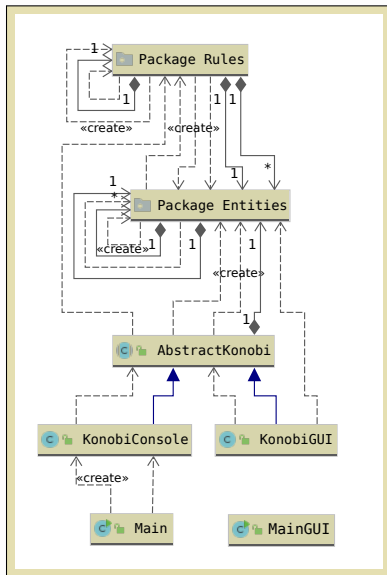 1
Package Rules
1
1
1
«create»
«create»
1
1
*
*
Package Entities
1
1
1
«create»
«create»
1
AbstractKonobi
KonobiConsole
KonobiGUI
«create»
Main
MainGUI